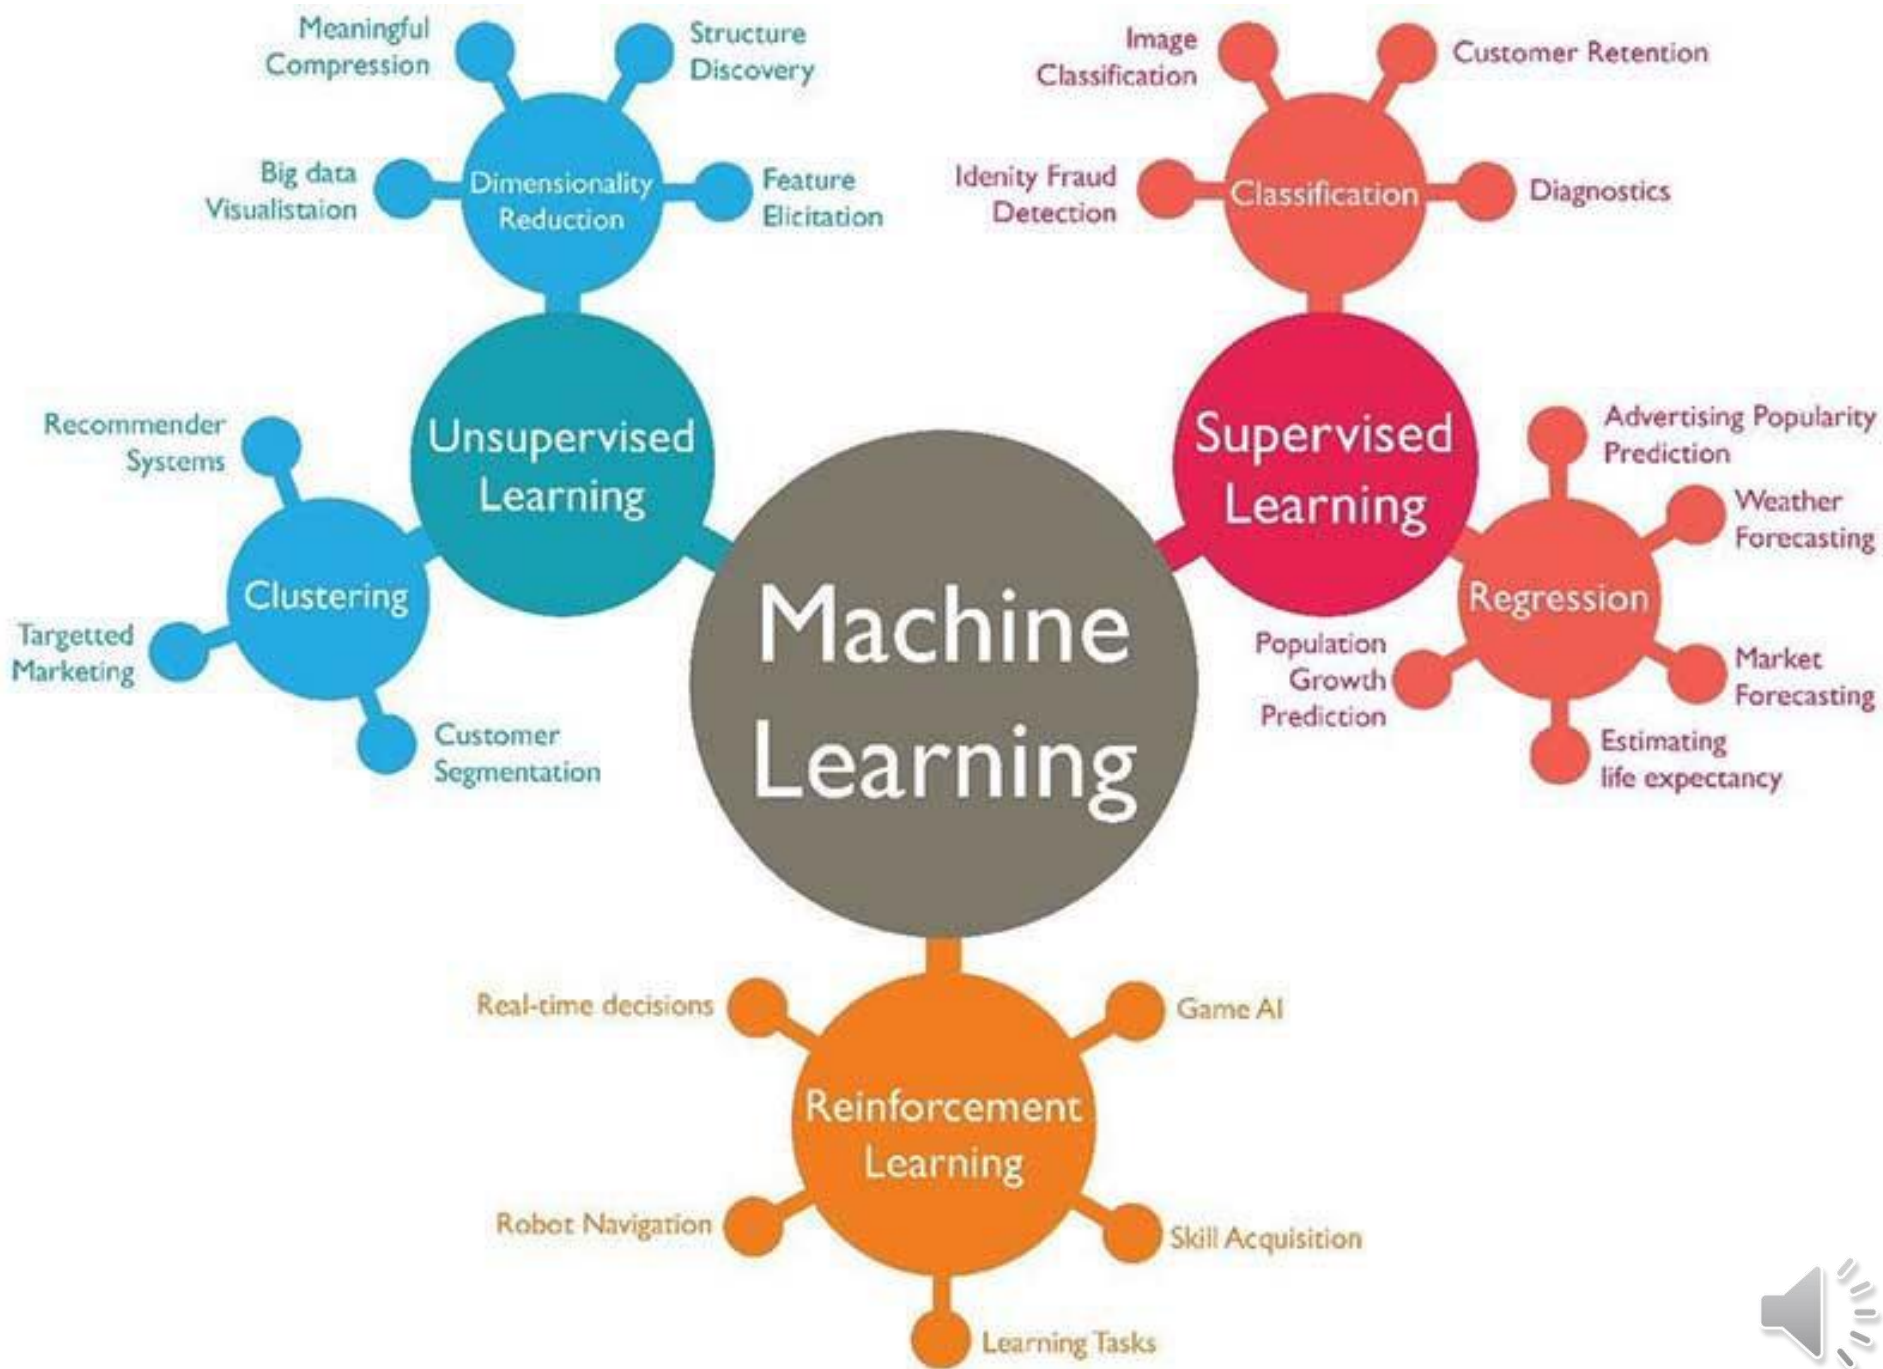 Meaningful
Compression
Structure
Discovery
Big data
Visualistaion
Dimensionality
Reduction
Feature
Elicitation
Image
Classification
Customer Retention
Idenity Fraud
Detection
Classification
Diagnostics
Unsupervised
Learning
Recommender
Systems
Clustering
Targetted
Marketing
Customer
Segmentation
Supervised
Learning
Advertising Popularity
Prediction
Weather
Forecasting
Regression
Population
Growth
Prediction
Market
Forecasting
Estimating
life expectancy
Machine
Learning
Real-time decisions
Game AI
Reinforcement
Learning
Robot Navigation
Skill Acquisition
Learning Tasks